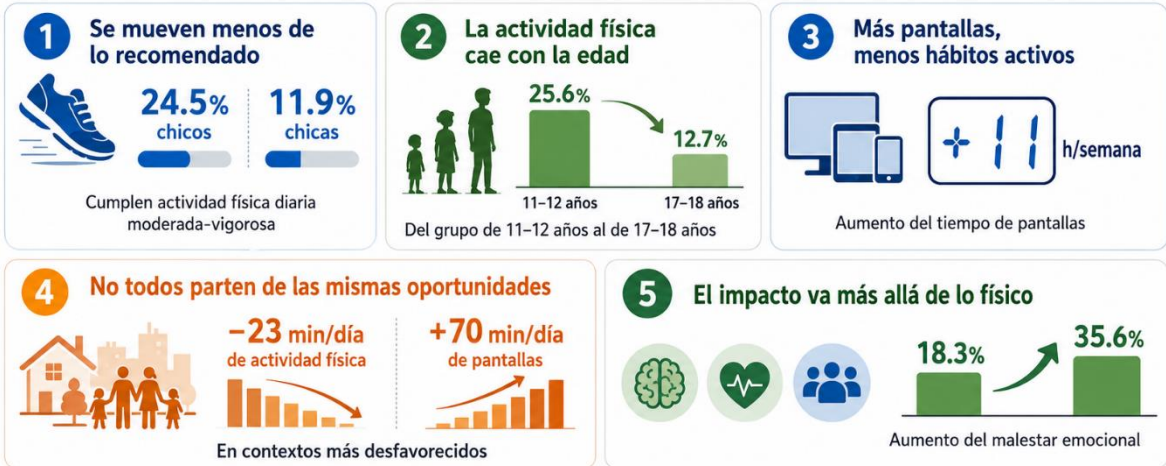 1
Se mueven menos de
lo recomendado
24.5%
chicos
11.9%
chicas
Cumplen actividad física diaria
moderada-vigorosa
2
La actividad física
cae con la edad
25.6%
12.7%
11–12 años
17–18 años
Del grupo de 11–12 años al de 17–18 años
3
Más pantallas,
menos hábitos activos
+11
h/semana
Aumento del tiempo de pantallas
4
No todos parten de las mismas oportunidades
−23 min/día
de actividad física
+70 min/día
de pantallas
En contextos más desfavorecidos
5
El impacto va más allá de lo físico
18.3%
35.6%
Aumento del malestar emocional